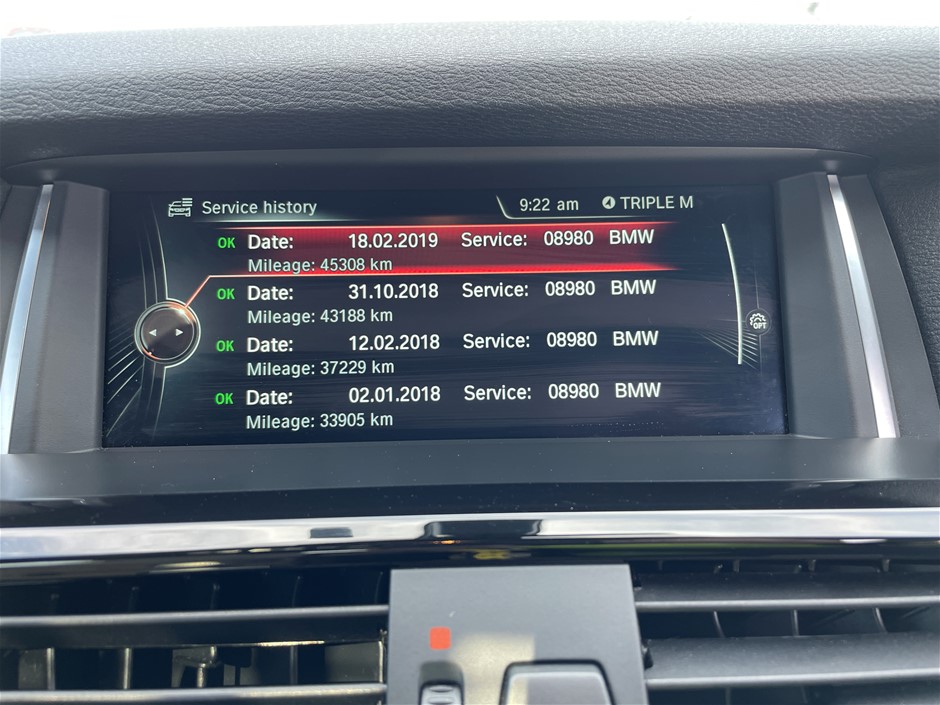 Service history 9:22 am TRIPLE M
OK Date: 18.02.2019 Service: 08980 BMW
Mileage: 45308 km
OK Date: 31.10.2018 Service: 08980 BMW
Mileage: 43188 km
OK Date: 12.02.2018 Service: 08980 BMW
Mileage: 37229 km
OPT
OK Date: 02.01.2018 Service: 08980 BMW
Mileage: 33905 km